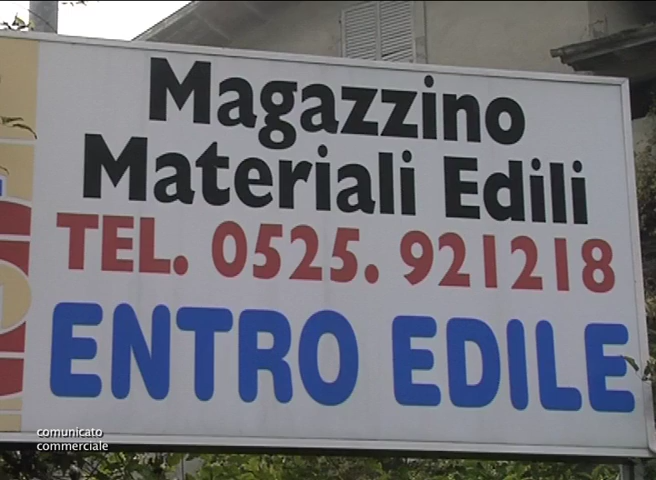 Magazzino
Materiali Edili
TEL. 0525. 921218
ENTRO EDILE
comunicato
commerciale